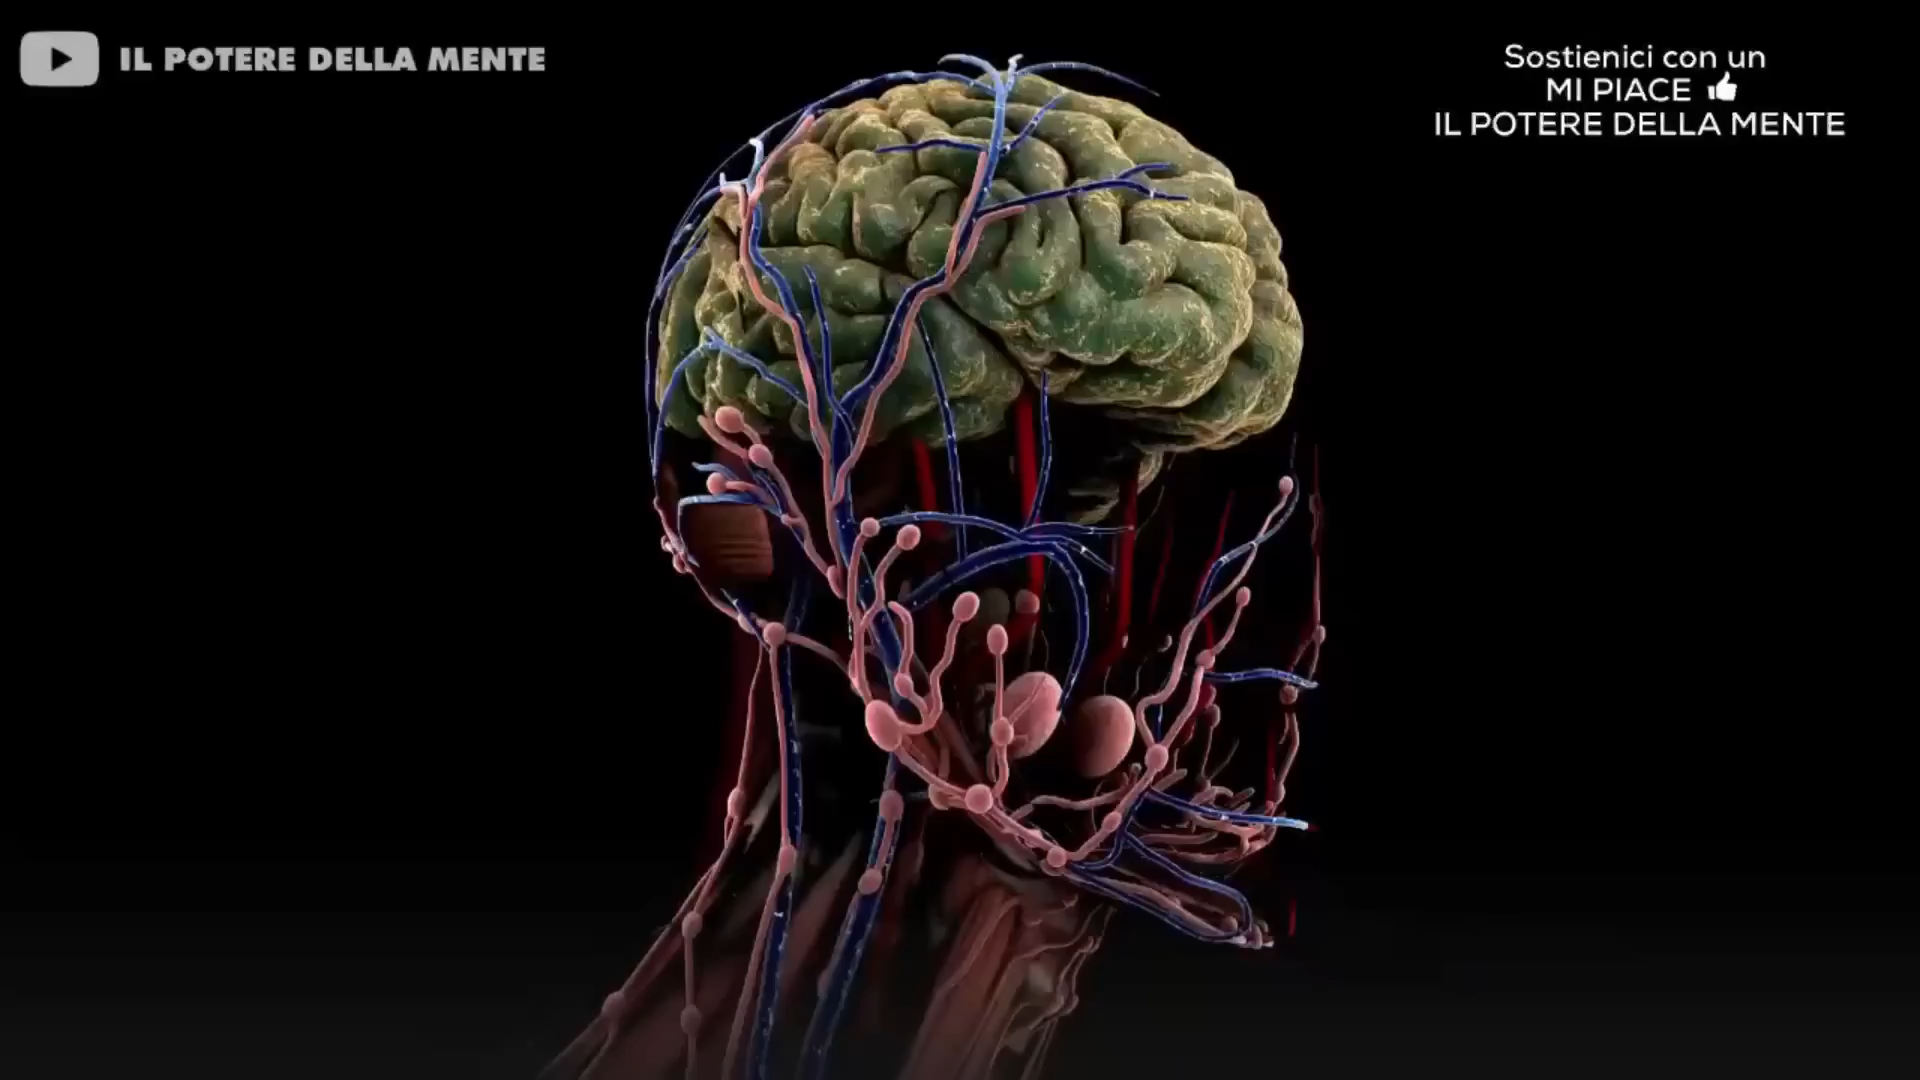 IL POTERE DELLA MENTE
Sostienici con un
MI PIACE
IL POTERE DELLA MENTE